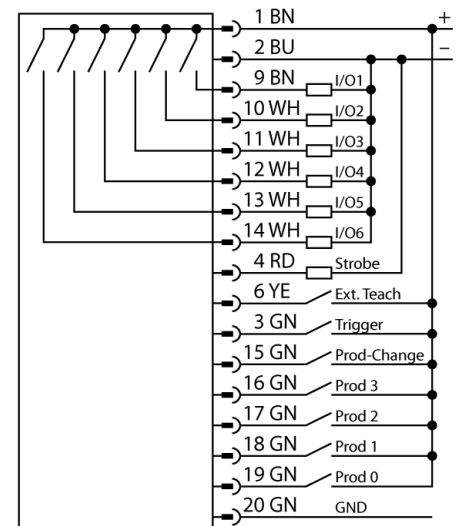 1 BN +
2 BU −
9 BN I/O1
10 WH I/O2
11 WH I/O3
12 WH I/O4
13 WH I/O5
14 WH I/O6
4 RD Strobe
6 YE Ext. Teach
3 GN Trigger
15 GN Prod-Change
16 GN Prod 3
17 GN Prod 2
18 GN Prod 1
19 GN Prod 0
20 GN GND